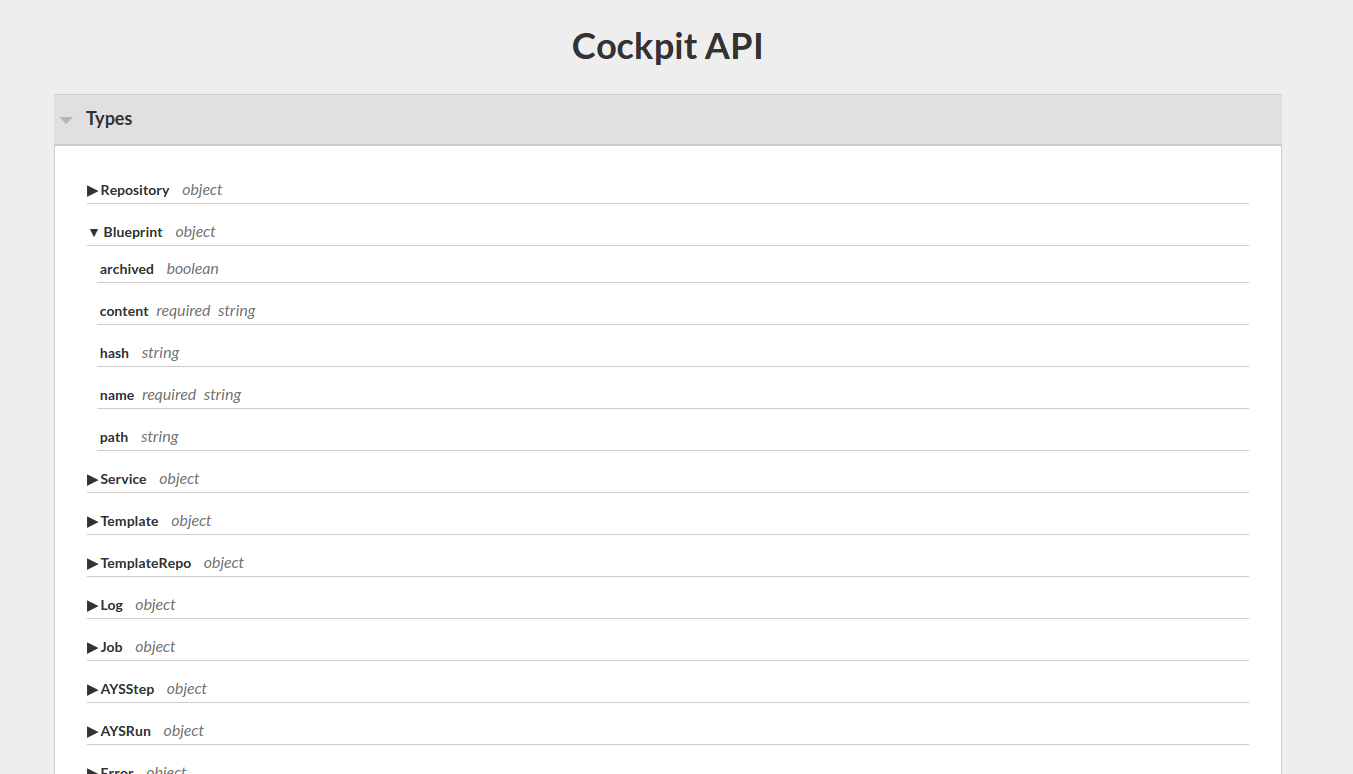 Cockpit API
Types
Repository object
Blueprint object
archived boolean
content required string
hash string
name required string
path string
Service object
Template object
TemplateRepo object
Log object
Job object
AYSStep object
AYSRun object
Error object